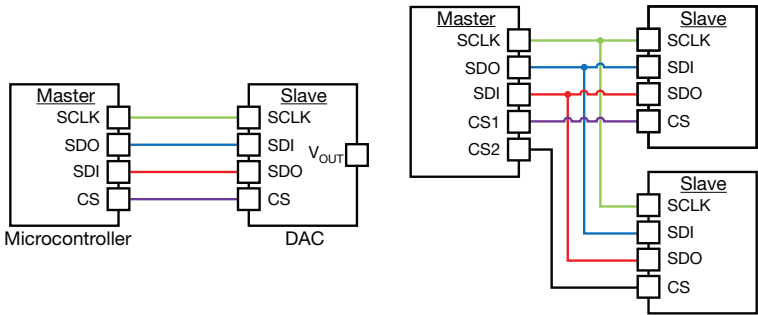 Master
SCLK
SDO
SDI
CS
Microcontroller
Slave
SCLK
SDI
SDO
CS
VOUT
DAC
Master
SCLK
SDO
SDI
CS1
CS2
Slave
SCLK
SDI
SDO
CS
Slave
SCLK
SDI
SDO
CS